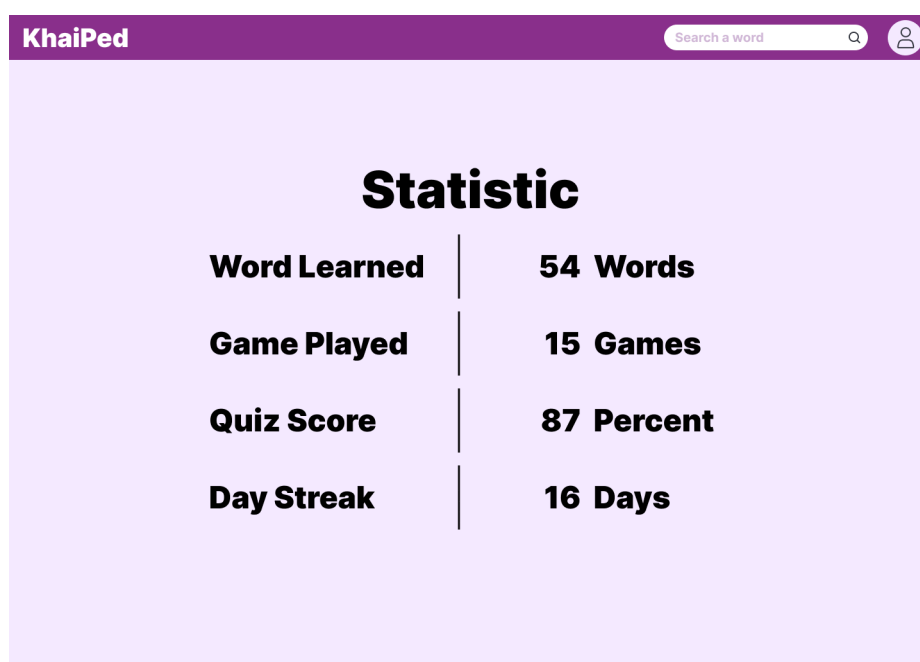 KhaiPed
Search a word
Statistic
Word Learned 54 Words
Game Played 15 Games
Quiz Score 87 Percent
Day Streak 16 Days